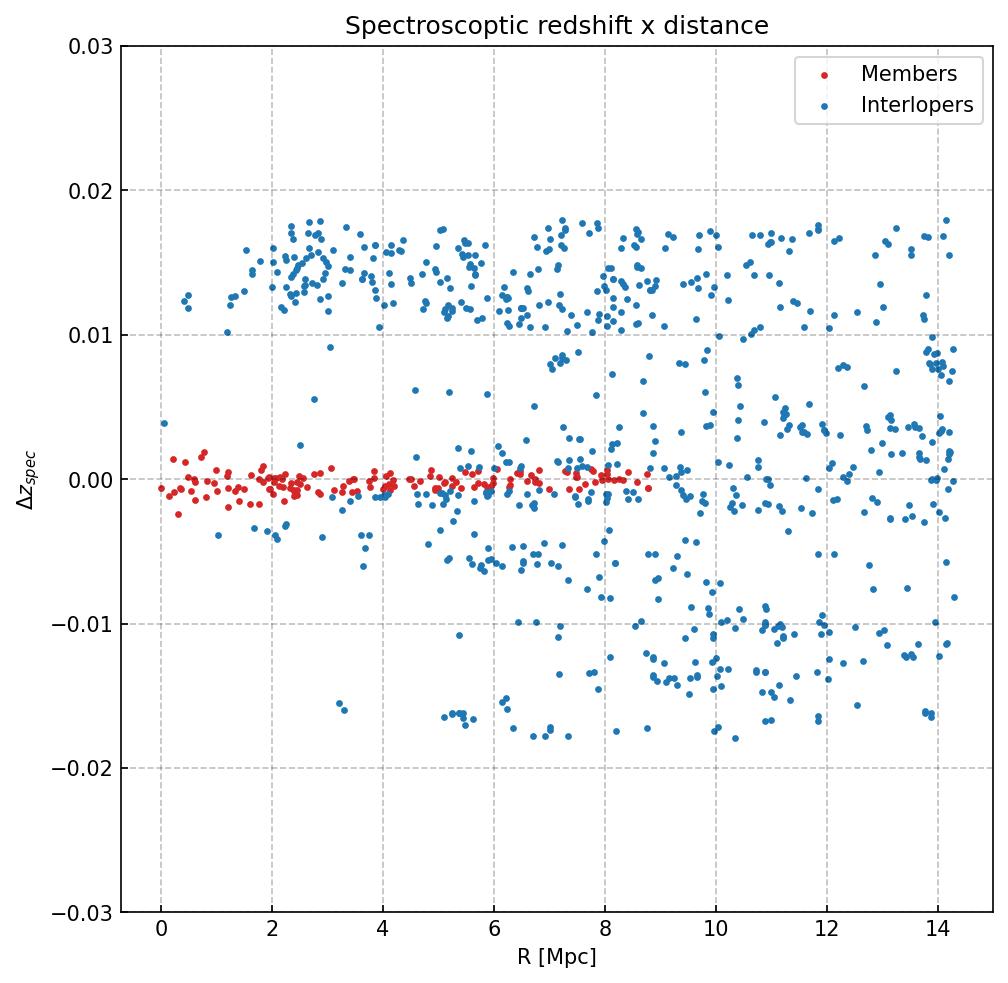 Spectroscoptic redshift x distance
Members
Interlopers
0.03
0.02
0.01
0.00
−0.01
−0.02
−0.03
Δz_spec
0 2 4 6 8 10 12 14
R [Mpc]